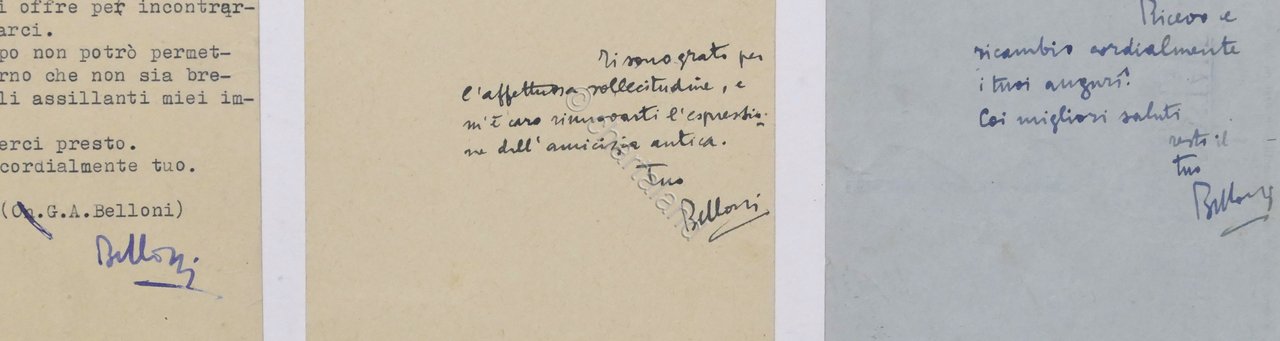 i offre per incontrar-
arci.
po non potrò permet-
rno che non sia bre-
li assillanti miei im-
erci presto.
cordialmente tuo.
(On.G.A.Belloni)
Belloni
Ti sono grato per
l'affettuosa sollecitudine, e
m'è caro rinnovarti l'espressio-
ne dell'amicizia antica.
tuo
Belloni
© chartaland
Ricevo e
ricambio cordialmente
i tuoi augurî!
Coi migliori saluti
resto il
tuo
Belloni